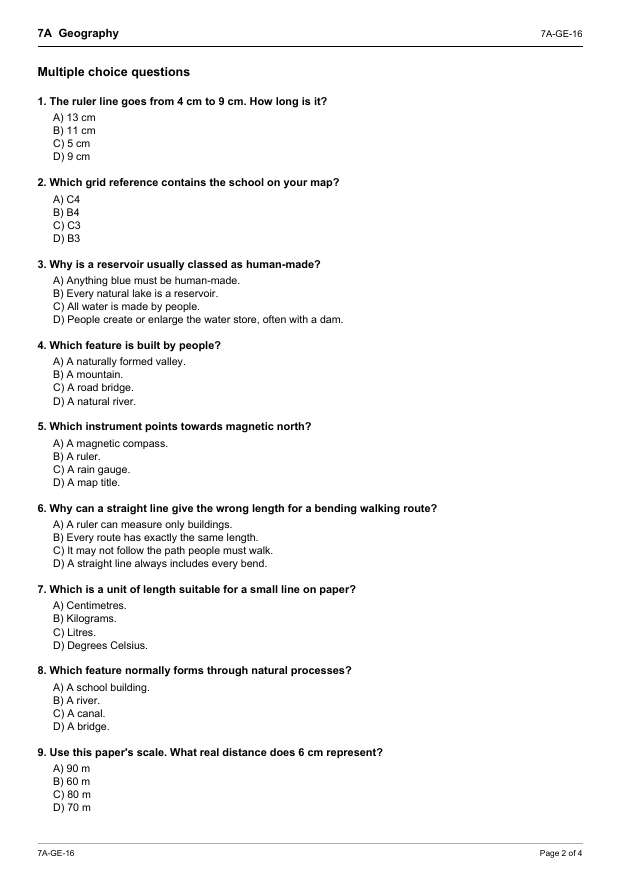 7A Geography
7A-GE-16
Multiple choice questions
1. The ruler line goes from 4 cm to 9 cm. How long is it?
A) 13 cm
B) 11 cm
C) 5 cm
D) 9 cm
2. Which grid reference contains the school on your map?
A) C4
B) B4
C) C3
D) B3
3. Why is a reservoir usually classed as human-made?
A) Anything blue must be human-made.
B) Every natural lake is a reservoir.
C) All water is made by people.
D) People create or enlarge the water store, often with a dam.
4. Which feature is built by people?
A) A naturally formed valley.
B) A mountain.
C) A road bridge.
D) A natural river.
5. Which instrument points towards magnetic north?
A) A magnetic compass.
B) A ruler.
C) A rain gauge.
D) A map title.
6. Why can a straight line give the wrong length for a bending walking route?
A) A ruler can measure only buildings.
B) Every route has exactly the same length.
C) It may not follow the path people must walk.
D) A straight line always includes every bend.
7. Which is a unit of length suitable for a small line on paper?
A) Centimetres.
B) Kilograms.
C) Litres.
D) Degrees Celsius.
8. Which feature normally forms through natural processes?
A) A school building.
B) A river.
C) A canal.
D) A bridge.
9. Use this paper's scale. What real distance does 6 cm represent?
A) 90 m
B) 60 m
C) 80 m
D) 70 m
7A-GE-16
Page 2 of 4